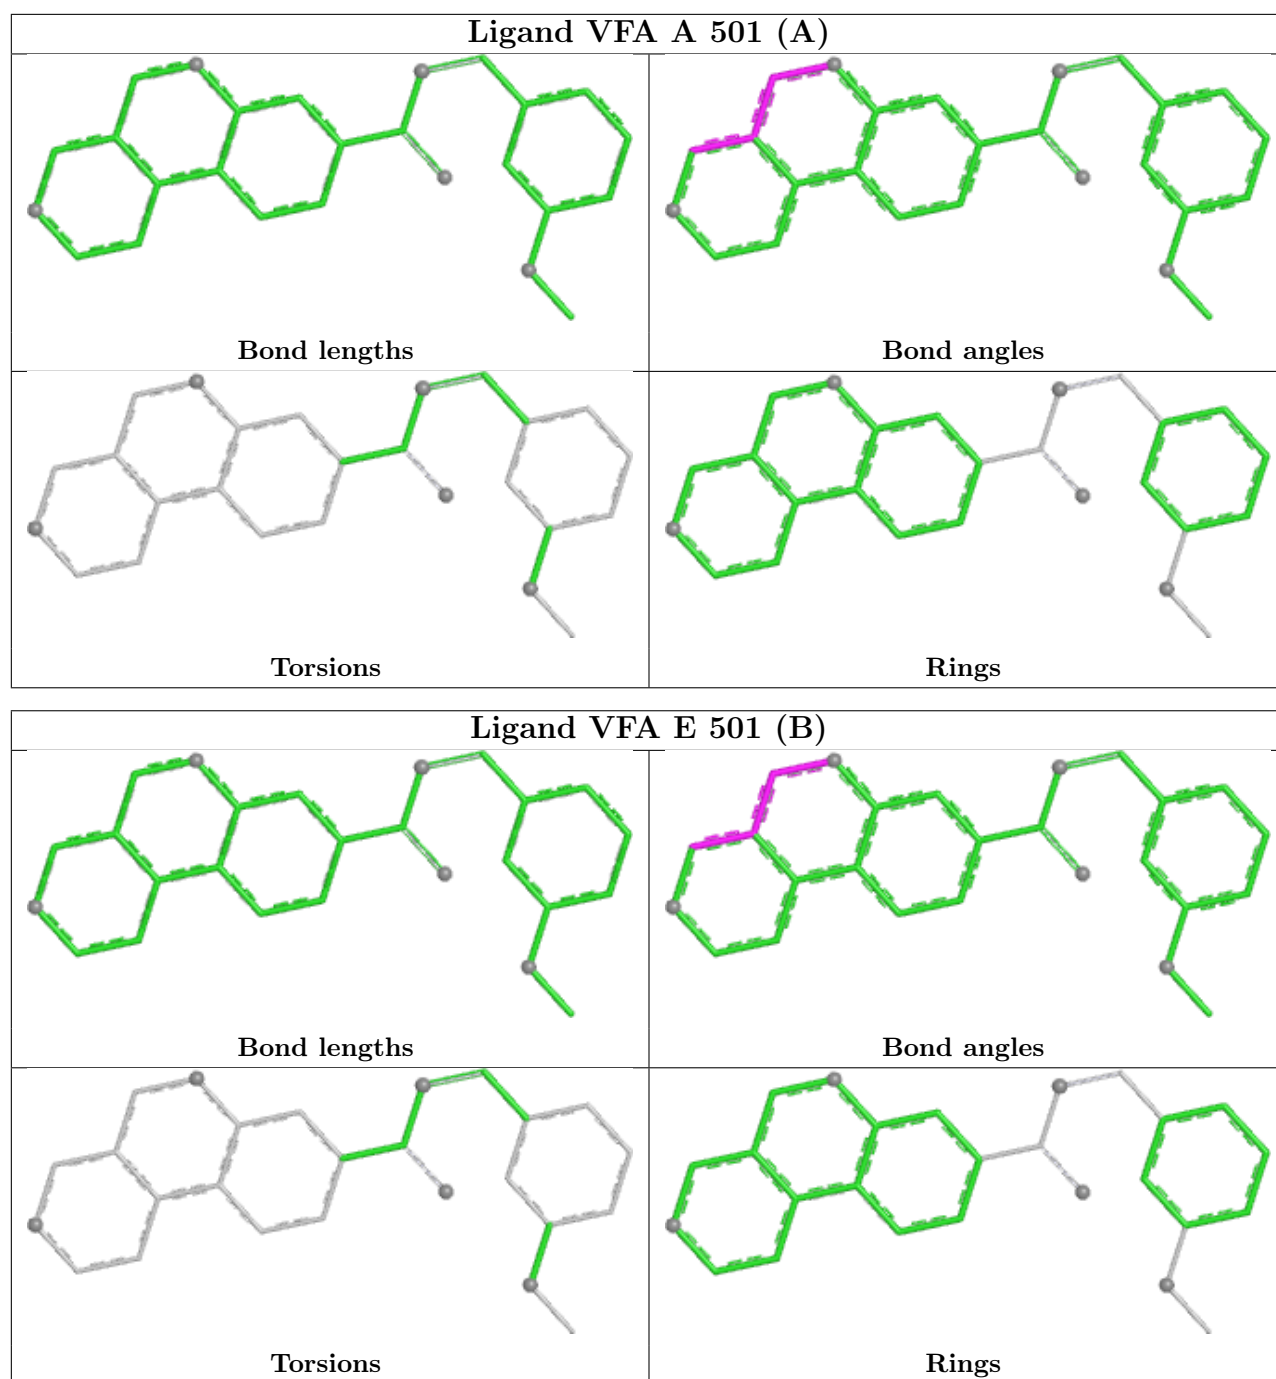 Ligand VFA A 501 (A)
Bond lengths
Bond angles
Torsions
Rings
Ligand VFA E 501 (B)
Bond lengths
Bond angles
Torsions
Rings